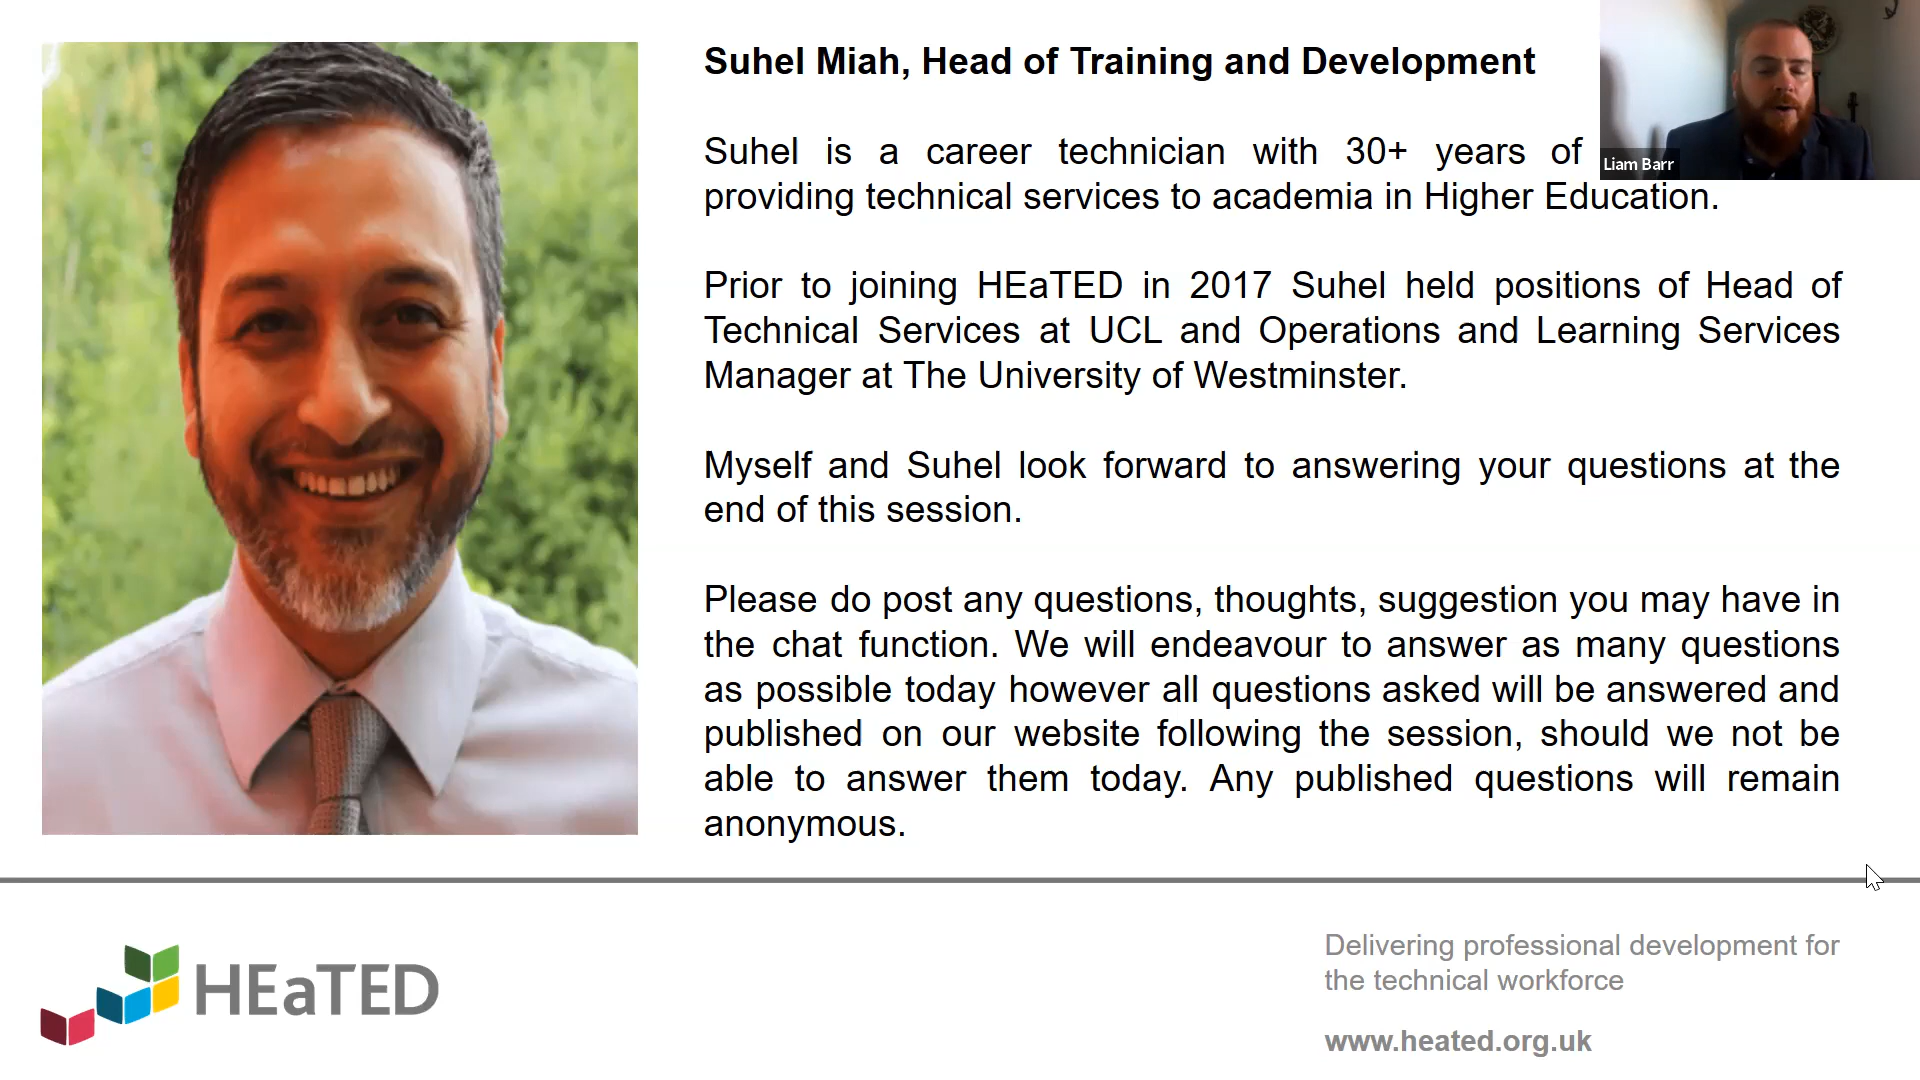 Suhel Miah, Head of Training and Development
Liam Barr
Suhel is a career technician with 30+ years of
providing technical services to academia in Higher Education.
Prior to joining HEaTED in 2017 Suhel held positions of Head of
Technical Services at UCL and Operations and Learning Services
Manager at The University of Westminster.
Myself and Suhel look forward to answering your questions at the
end of this session.
Please do post any questions, thoughts, suggestion you may have in
the chat function. We will endeavour to answer as many questions
as possible today however all questions asked will be answered and
published on our website following the session, should we not be
able to answer them today. Any published questions will remain
anonymous.
HEaTED
Delivering professional development for
the technical workforce
www.heated.org.uk